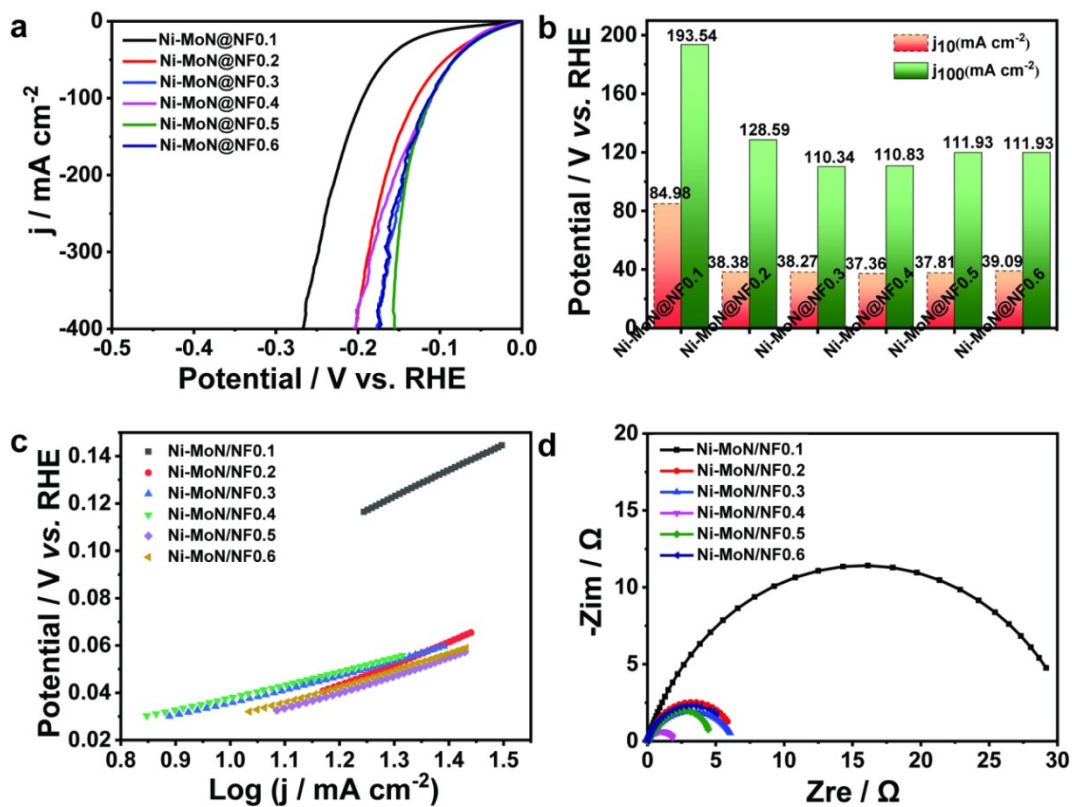 a
0
-100
-200
-300
-400
j / mA cm-2
-0.5 -0.4 -0.3 -0.2 -0.1 0.0
Potential / V vs. RHE
Ni-MoN@NF0.1
Ni-MoN@NF0.2
Ni-MoN@NF0.3
Ni-MoN@NF0.4
Ni-MoN@NF0.5
Ni-MoN@NF0.6
b
200
160
120
80
40
0
Potential / V vs. RHE
j10(mA cm-2)
j100(mA cm-2)
193.54
128.59
110.34
110.83
111.93
111.93
84.98
38.38
38.27
37.36
37.81
39.09
Ni-MoN@NF0.1
Ni-MoN@NF0.2
Ni-MoN@NF0.3
Ni-MoN@NF0.4
Ni-MoN@NF0.5
Ni-MoN@NF0.6
c
0.14
0.12
0.10
0.08
0.06
0.04
0.02
Potential / V vs. RHE
0.8 0.9 1.0 1.1 1.2 1.3 1.4 1.5
Log (j / mA cm-2)
Ni-MoN/NF0.1
Ni-MoN/NF0.2
Ni-MoN/NF0.3
Ni-MoN/NF0.4
Ni-MoN/NF0.5
Ni-MoN/NF0.6
d
20
15
10
5
0
-Zim / Ω
0 5 10 15 20 25 30
Zre / Ω
Ni-MoN/NF0.1
Ni-MoN/NF0.2
Ni-MoN/NF0.3
Ni-MoN/NF0.4
Ni-MoN/NF0.5
Ni-MoN/NF0.6